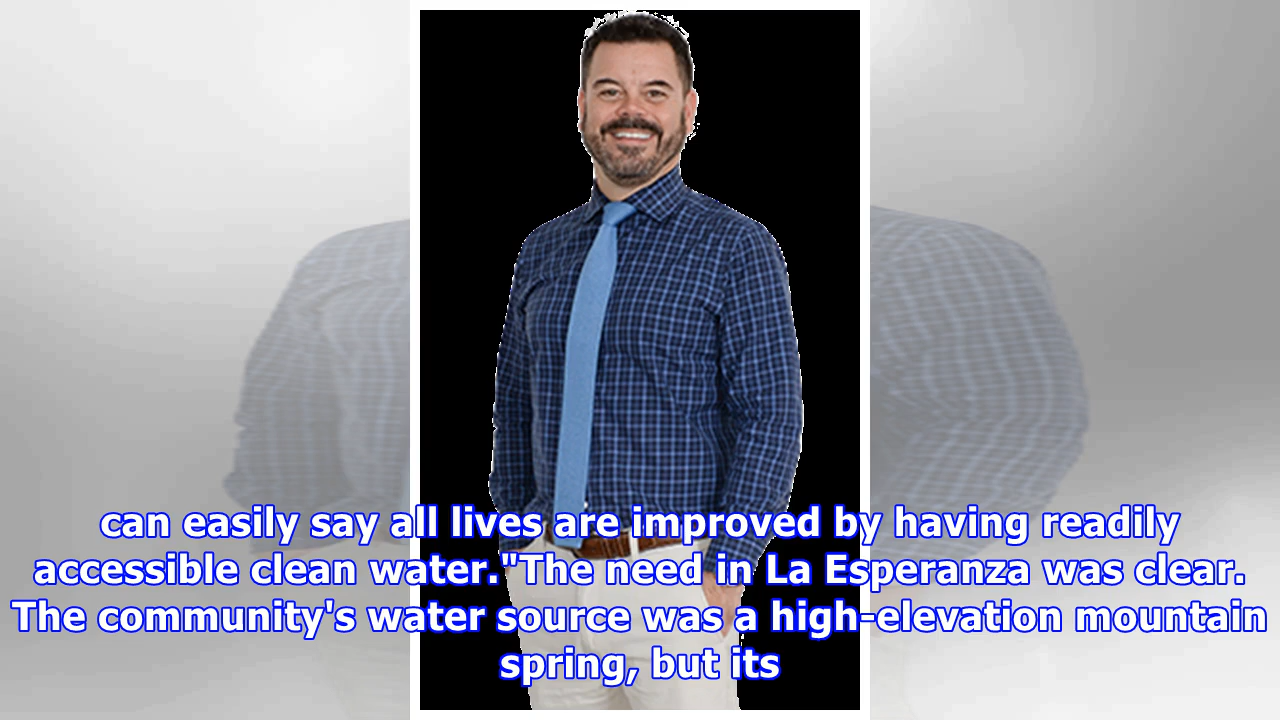 can easily say all lives are improved by having readily
accessible clean water."The need in La Esperanza was clear.
The community's water source was a high-elevation mountain
spring, but its